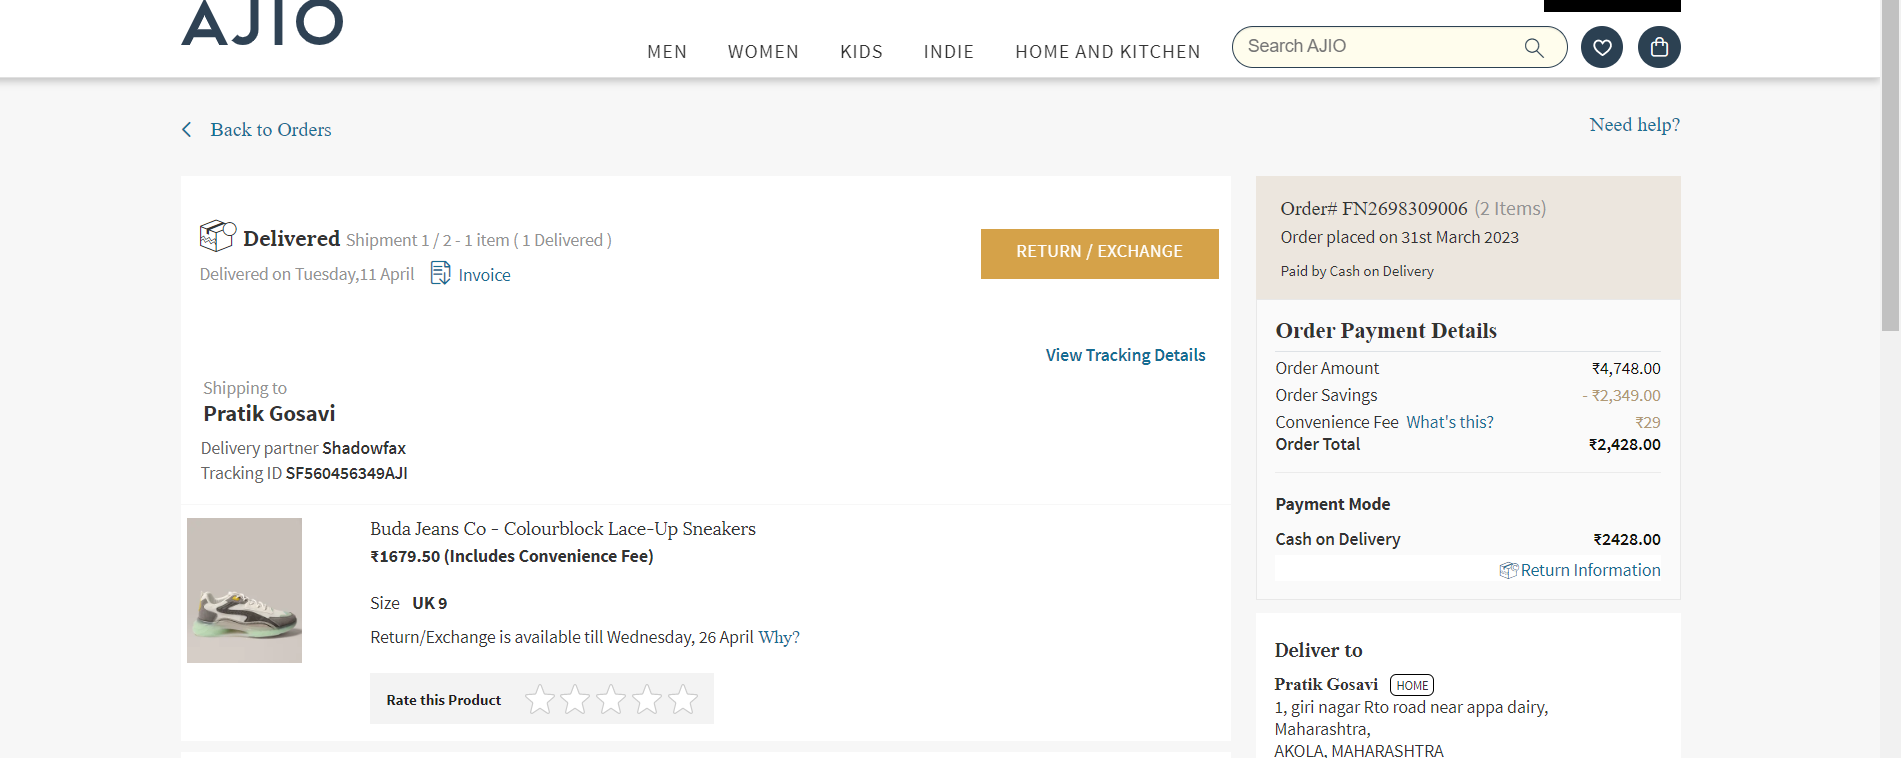 AJIO
MEN WOMEN KIDS INDIE HOME AND KITCHEN
Search AJIO
Back to Orders
Need help?
Delivered Shipment 1 / 2 - 1 item ( 1 Delivered )
Delivered on Tuesday,11 April Invoice
RETURN / EXCHANGE
View Tracking Details
Shipping to
Pratik Gosavi
Delivery partner Shadowfax
Tracking ID SF560456349AJI
Buda Jeans Co - Colourblock Lace-Up Sneakers
₹1679.50 (Includes Convenience Fee)
Size UK 9
Return/Exchange is available till Wednesday, 26 April Why?
Rate this Product
Order# FN2698309006 (2 Items)
Order placed on 31st March 2023
Paid by Cash on Delivery
Order Payment Details
Order Amount ₹4,748.00
Order Savings - ₹2,349.00
Convenience Fee What's this? ₹29
Order Total ₹2,428.00
Payment Mode
Cash on Delivery ₹2428.00
Return Information
Deliver to
Pratik Gosavi HOME
1, giri nagar Rto road near appa dairy,
Maharashtra,
AKOLA, MAHARASHTRA